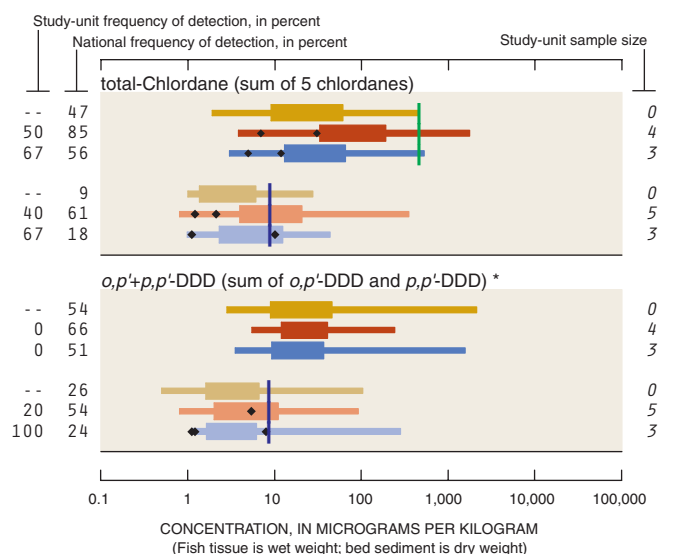 Study-unit frequency of detection, in percent
National frequency of detection, in percent
Study-unit sample size
total-Chlordane (sum of 5 chlordanes)
-- 47 0
50 85 4
67 56 3
-- 9 0
40 61 5
67 18 3
o,p'+p,p'-DDD (sum of o,p'-DDD and p,p'-DDD) *
-- 54 0
0 66 4
0 51 3
-- 26 0
20 54 5
100 24 3
0.1 1 10 100 1,000 10,000 100,000
CONCENTRATION, IN MICROGRAMS PER KILOGRAM
(Fish tissue is wet weight; bed sediment is dry weight)